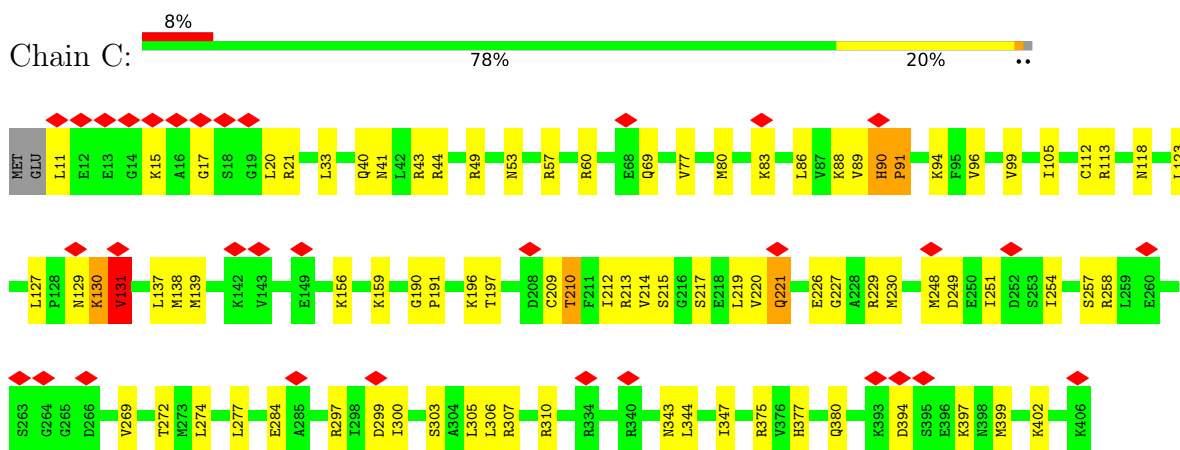 8%
Chain C:
78% 20% ••
MET GLU L11 E12 E13 G14 K15 A16 G17 S18 G19 L20 R21 L33 Q40 N41 L42 R43 R44 R49 N53 R57 R60 E68 Q69 V77 M80 K83 L86 V87 K88 V89 H90 P91 K94 F95 V96 V99 I105 C112 R113 N118 L123
L127 P128 N129 K130 V131 L137 M138 M139 K142 V143 E149 K156 K159 G190 P191 K196 T197 D208 C209 T210 F211 I212 R213 V214 S215 G216 S217 E218 L219 V220 Q221 E226 G227 A228 R229 M230 M248 D249 E250 I251 D252 S253 I254 S257 R258 L259 E260
S263 G264 G265 D266 V269 T272 M273 L274 L277 E284 A285 R297 I298 D299 I300 S303 A304 L305 L306 R307 R310 R334 R340 N343 L344 I347 R375 V376 H377 Q380 K393 D394 S395 E396 K397 N398 M399 K402 K406